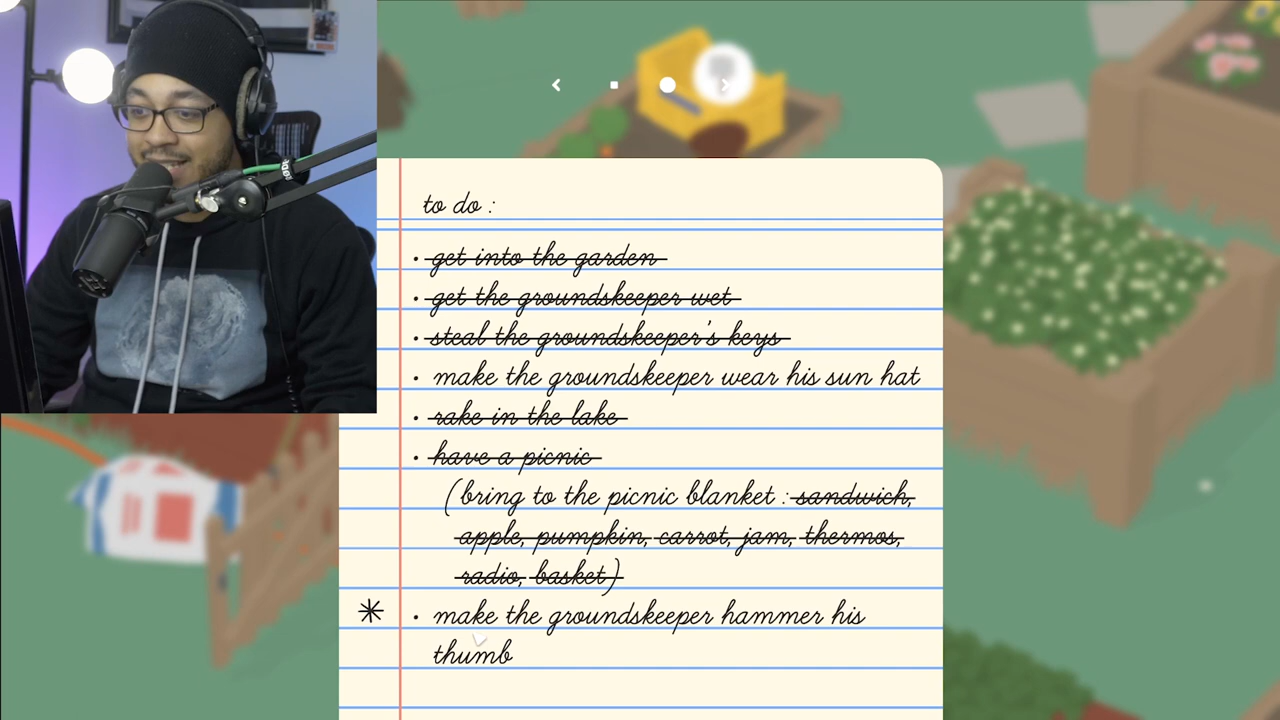 to do :
• get into the garden
• get the groundskeeper wet
• steal the groundskeeper's keys
• make the groundskeeper wear his sun hat
• rake in the lake
• have a picnic
(bring to the picnic blanket : sandwich,
apple, pumpkin, carrot, jam, thermos,
radio, basket)
• make the groundskeeper hammer his
thumb